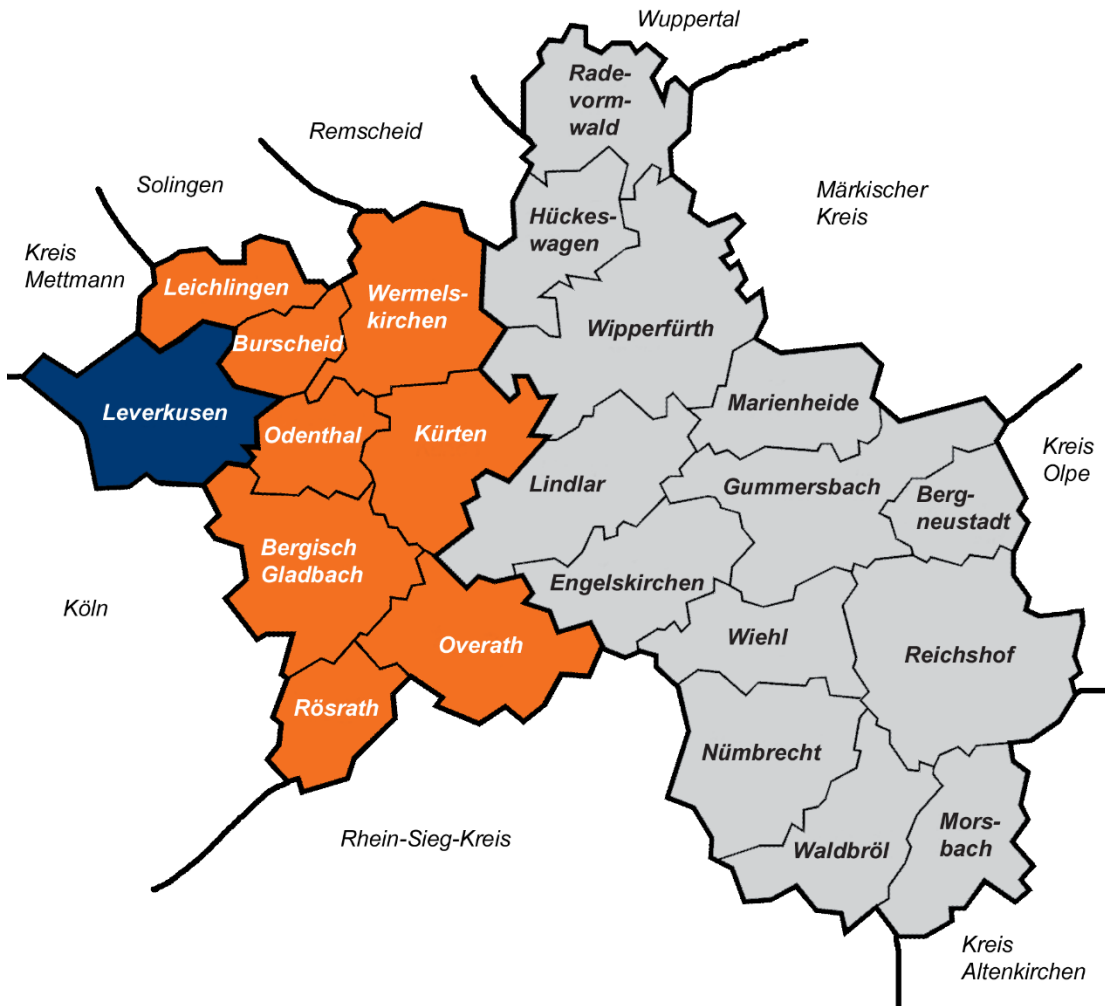 Wuppertal
Rade-
vorm-
wald
Remscheid
Solingen
Märkischer
Kreis
Hückes-
wagen
Kreis
Mettmann
Leichlingen
Wermels-
kirchen
Burscheid
Wipperfürth
Leverkusen
Marienheide
Odenthal
Kürten
Kreis
Olpe
Lindlar
Gummersbach
Berg-
neustadt
Bergisch
Gladbach
Engelskirchen
Köln
Overath
Wiehl
Reichshof
Rösrath
Nümbrecht
Rhein-Sieg-Kreis
Waldbröl
Mors-
bach
Kreis
Altenkirchen